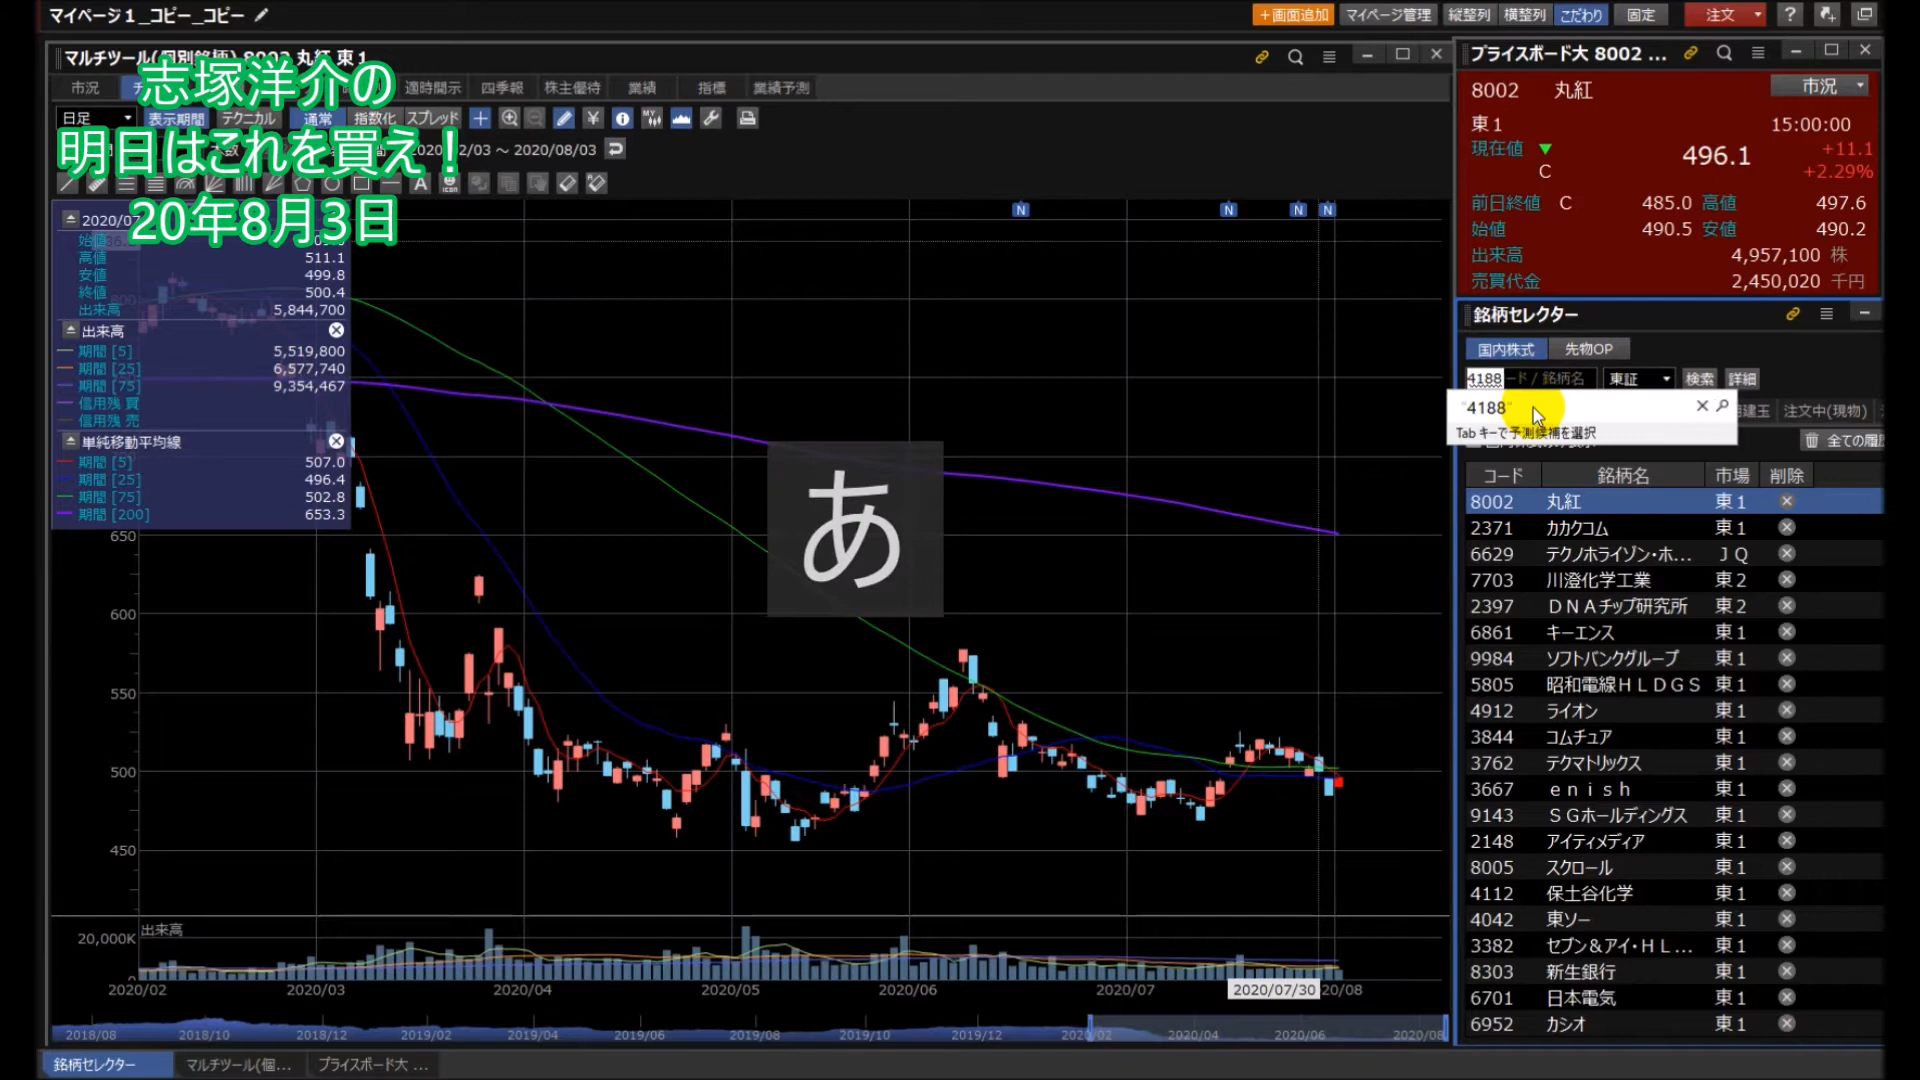 マイページ１_コピー_コピー
＋画面追加 マイページ管理 縦整列 横整列 こだわり 固定 注文 ?
志塚洋介の
明日はこれを買え！
20年8月3日
丸紅 東１
市況 適時開示 四季報 株主優待 業績 指標 業績予測
日足 表示期間 テクニカル 通常 指数化 スプレッド ¥
～ 2020/08/03
A
2020/07
始値
高値 511.1
安値 499.8
終値 500.4
出来高 5,844,700
出来高
期間 [5] 5,519,800
期間 [25] 6,577,740
期間 [75] 9,354,467
信用残 買
信用残 売
単純移動平均線
期間 [5] 507.0
期間 [25] 496.4
期間 [75] 502.8
期間 [200] 653.3
N N N N
あ
650
600
550
500
450
出来高
20,000K
0
2020/02 2020/03 2020/04 2020/05 2020/06 2020/07 2020/07/30 20/08
2018/08 2018/10 2018/12 2019/02 2019/04 2019/06 2019/08 2019/10 2019/12 2020/02 2020/04 2020/06 2020/08
銘柄セレクター マルチツール(個... プライスボード大 ...
プライスボード大 8002 ...
8002 丸紅 市況
東１ 15:00:00
現在値 496.1 +11.1
C +2.29%
前日終値 C 485.0 高値 497.6
始値 490.5 安値 490.2
出来高 4,957,100 株
売買代金 2,450,020 千円
銘柄セレクター
国内株式 先物OP
4188 ード / 銘柄名 東証 検索 詳細
"4188"
Tab キーで予測候補を選択
建玉 注文中(現物)
全ての履
コード 銘柄名 市場 削除
8002 丸紅 東１
2371 カカクコム 東１
6629 テクノホライゾン・ホ... ＪＱ
7703 川澄化学工業 東２
2397 ＤＮＡチップ研究所 東２
6861 キーエンス 東１
9984 ソフトバンクグループ 東１
5805 昭和電線ＨＬＤＧＳ 東１
4912 ライオン 東１
3844 コムチュア 東１
3762 テクマトリックス 東１
3667 ｅｎｉｓｈ 東１
9143 ＳＧホールディングス 東１
2148 アイティメディア 東１
8005 スクロール 東１
4112 保土谷化学 東１
4042 東ソー 東１
3382 セブン＆アイ・ＨＬ... 東１
8303 新生銀行 東１
6701 日本電気 東１
6952 カシオ 東１